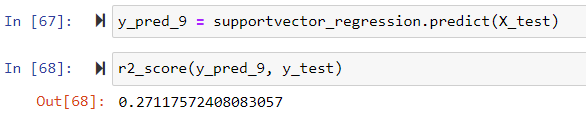 In [67]: y_pred_9 = supportvector_regression.predict(X_test)
In [68]: r2_score(y_pred_9, y_test)
Out[68]: 0.27117572408083057